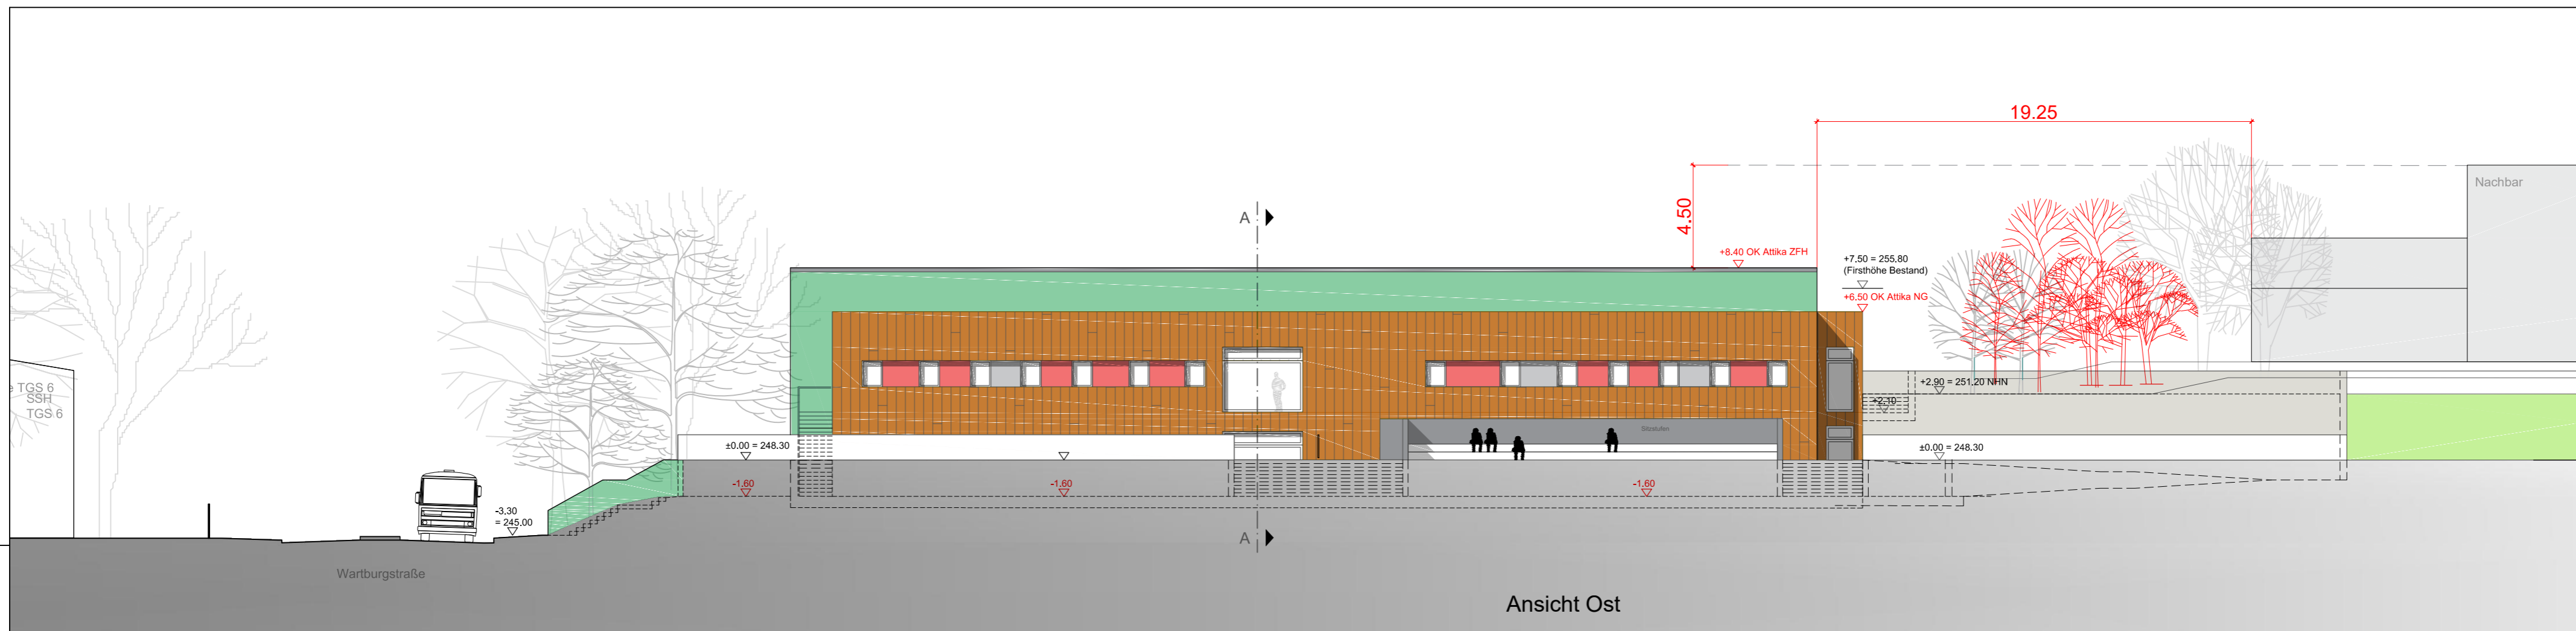 19.25
Nachbar
4.50
A
+8.40 OK Attika ZFH
+7,50 = 255,80
(Firsthöhe Bestand)
+6,50 OK Attika NG
e TGS 6
SSH
TGS 6
+2,90 = 251,20 NHN
+2,10
Sitzstufen
±0.00 = 248.30
±0.00 = 248.30
-1,60
-1,60
-1,60
-3,30
= 245,00
A
Wartburgstraße
Ansicht Ost